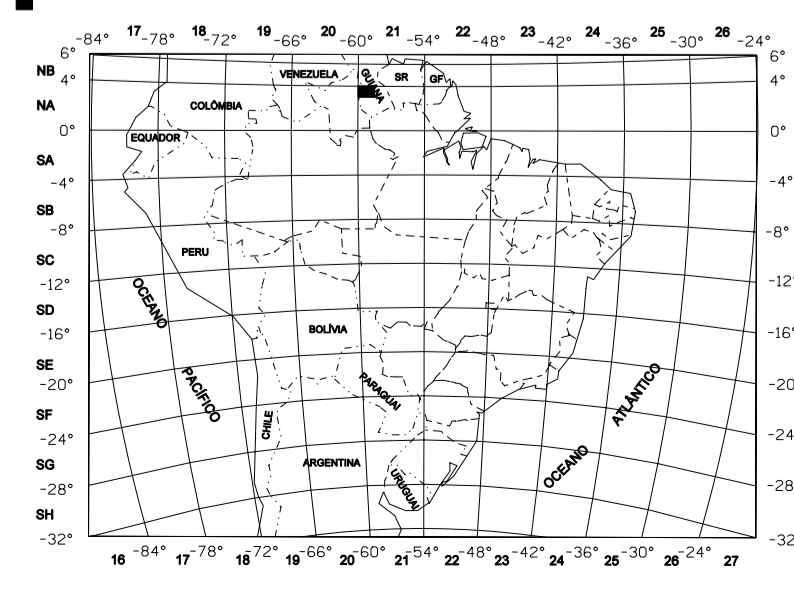 17 18 19 20 21 22 23 24 25 26
-84° -78° -72° -66° -60° -54° -48° -42° -36° -30° -24°
6° 6°
NB VENEZUELA GUIANA SR GF
4° 4°
NA COLÔMBIA
0° 0°
EQUADOR
SA
-4° -4°
SB
-8° -8°
SC PERU
-12° -12°
OCEANO
SD
-16° BOLÍVIA -16°
SE
-20° -20°
PACÍFICO PARAGUAI ATLÂNTICO
SF CHILE
-24° -24
SG ARGENTINA OCEANO
-28° URUGUAI -28
SH
-32° -32
-84° -78° -72° -66° -60° -54° -48° -42° -36° -30° -24°
16 17 18 19 20 21 22 23 24 25 26 27